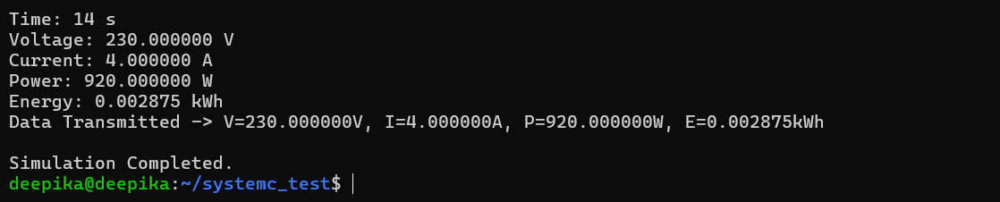 Time: 14 s
Voltage: 230.000000 V
Current: 4.000000 A
Power: 920.000000 W
Energy: 0.002875 kWh
Data Transmitted -> V=230.000000V, I=4.000000A, P=920.000000W, E=0.002875kWh
Simulation Completed.
deepika@deepika:~/systemc_test$